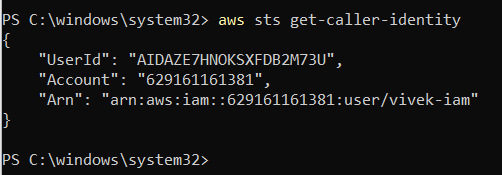 PS C:\windows\system32> aws sts get-caller-identity
{
    "UserId": "AIDAZE7HNOKSXFDB2M73U",
    "Account": "629161161381",
    "Arn": "arn:aws:iam::629161161381:user/vivek-iam"
}
PS C:\windows\system32>